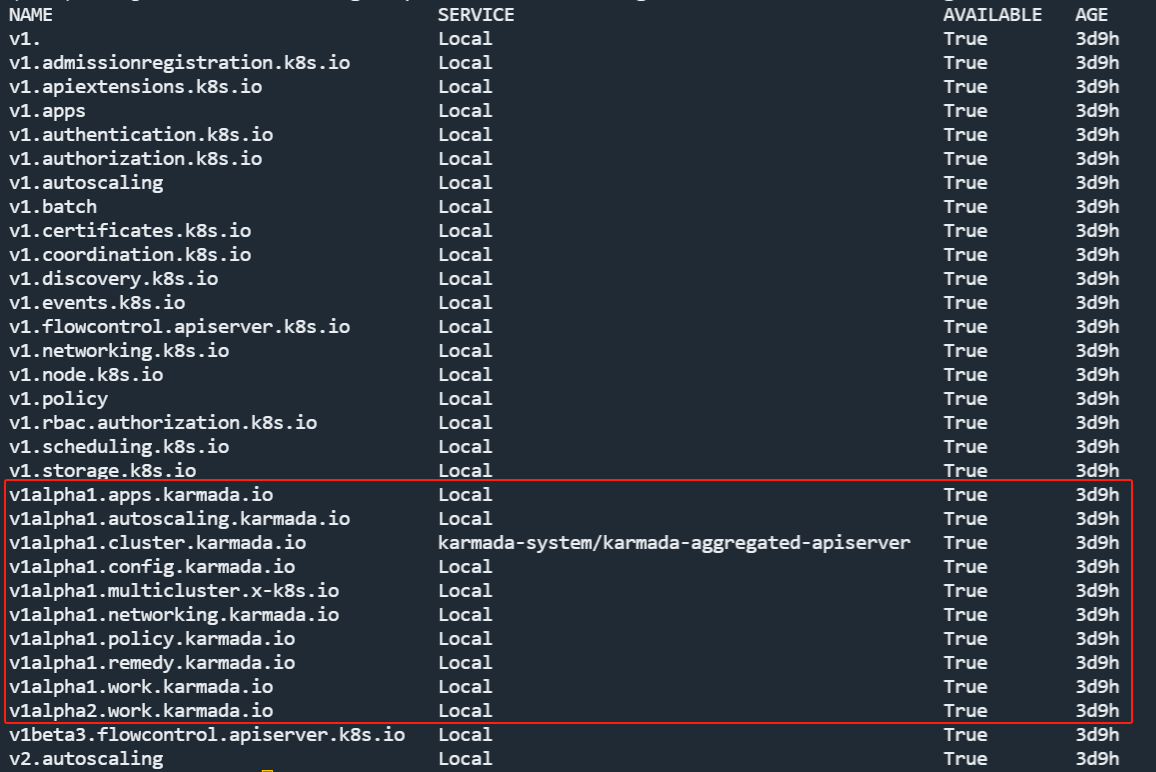 NAME SERVICE AVAILABLE AGE
v1. Local True 3d9h
v1.admissionregistration.k8s.io Local True 3d9h
v1.apiextensions.k8s.io Local True 3d9h
v1.apps Local True 3d9h
v1.authentication.k8s.io Local True 3d9h
v1.authorization.k8s.io Local True 3d9h
v1.autoscaling Local True 3d9h
v1.batch Local True 3d9h
v1.certificates.k8s.io Local True 3d9h
v1.coordination.k8s.io Local True 3d9h
v1.discovery.k8s.io Local True 3d9h
v1.events.k8s.io Local True 3d9h
v1.flowcontrol.apiserver.k8s.io Local True 3d9h
v1.networking.k8s.io Local True 3d9h
v1.node.k8s.io Local True 3d9h
v1.policy Local True 3d9h
v1.rbac.authorization.k8s.io Local True 3d9h
v1.scheduling.k8s.io Local True 3d9h
v1.storage.k8s.io Local True 3d9h
v1alpha1.apps.karmada.io Local True 3d9h
v1alpha1.autoscaling.karmada.io Local True 3d9h
v1alpha1.cluster.karmada.io karmada-system/karmada-aggregated-apiserver True 3d9h
v1alpha1.config.karmada.io Local True 3d9h
v1alpha1.multicluster.x-k8s.io Local True 3d9h
v1alpha1.networking.karmada.io Local True 3d9h
v1alpha1.policy.karmada.io Local True 3d9h
v1alpha1.remedy.karmada.io Local True 3d9h
v1alpha1.work.karmada.io Local True 3d9h
v1alpha2.work.karmada.io Local True 3d9h
v1beta3.flowcontrol.apiserver.k8s.io Local True 3d9h
v2.autoscaling Local True 3d9h